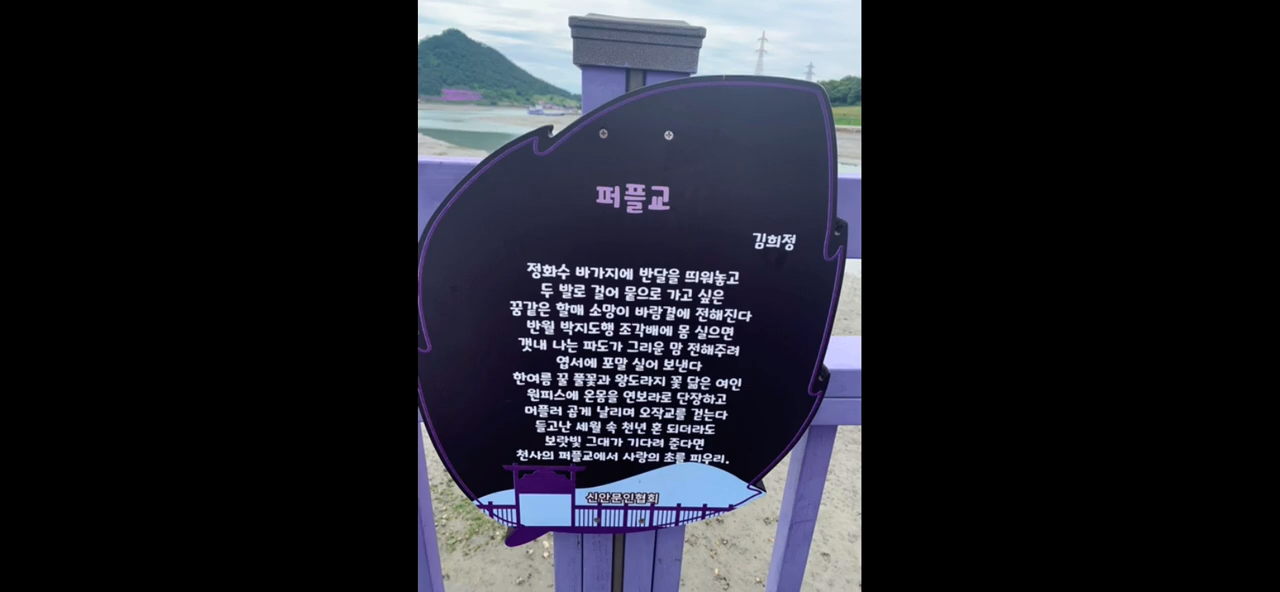 퍼플교
김희정
정화수 바가지에 반달을 띄워놓고
두 발로 걸어 뭍으로 가고 싶은
꿈같은 할매 소망이 바람결에 전해진다
반월 박지도행 조각배에 몽 실으면
갯내 나는 파도가 그리운 맘 전해주려
엽서에 포말 실어 보낸다
한여름 꿀 풀꽃과 왕도라지 꽃 닮은 여인
원피스에 온몸을 연보라로 단장하고
머플러 곱게 날리며 오작교를 걷는다
들고난 세월 속 천년 혼 되더라도
보랏빛 그대가 기다려 준다면
천사의 퍼플교에서 사랑의 초를 피우리.
신안문인협회